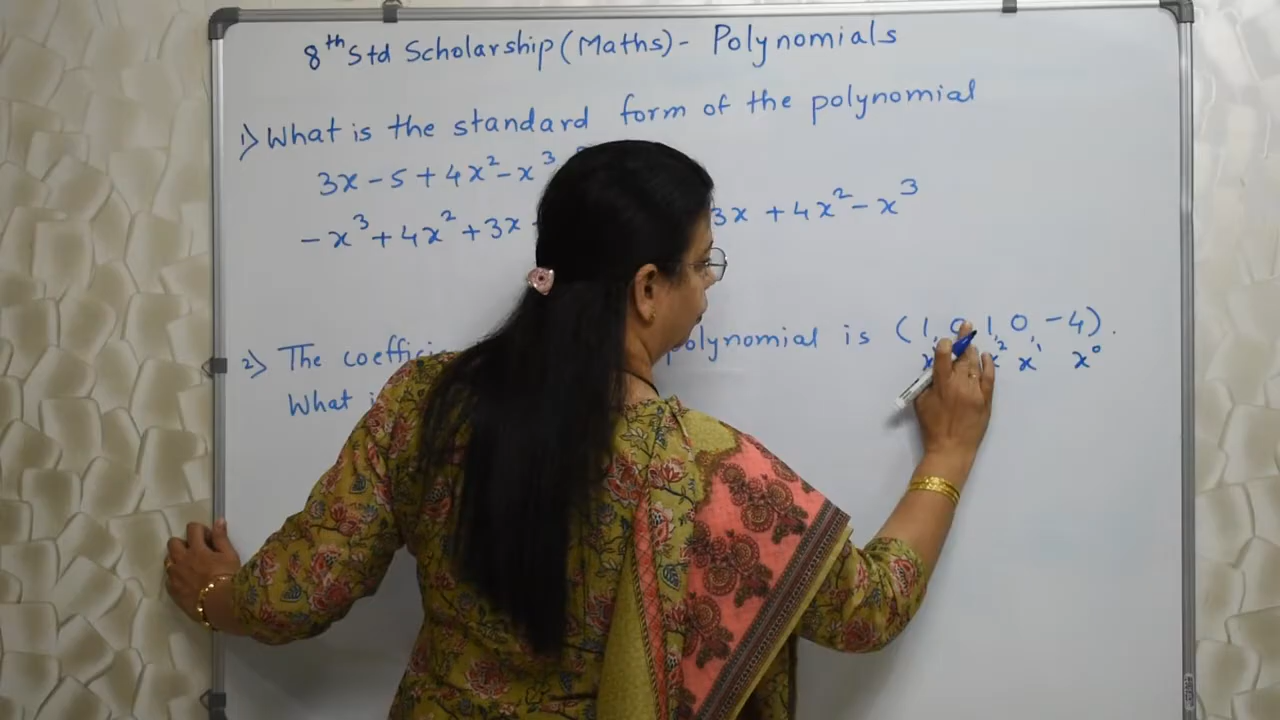 8th Std Scholarship (Maths) - Polynomials
1) What is the standard form of the polynomial
3x - 5 + 4x² - x³
- x³ + 4x² + 3x 3x + 4x² - x³
2) The polynomial is (1, 0, 1, 0, -4).
x² x¹ x⁰
What